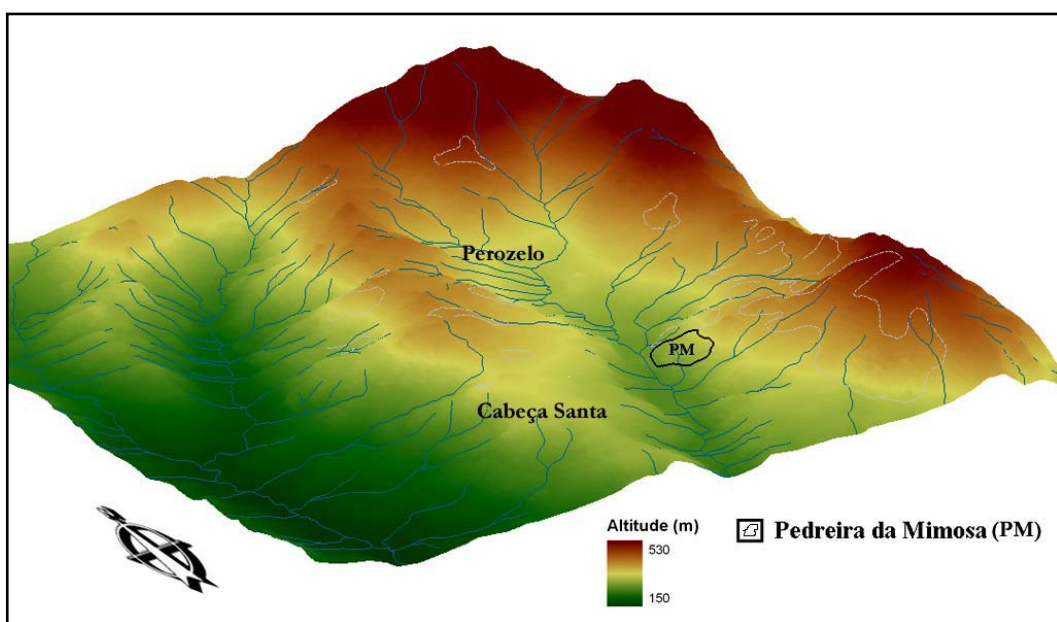 Perozelo
PM
Cabeça Santa
Altitude (m)
530
150
Pedreira da Mimosa (PM)